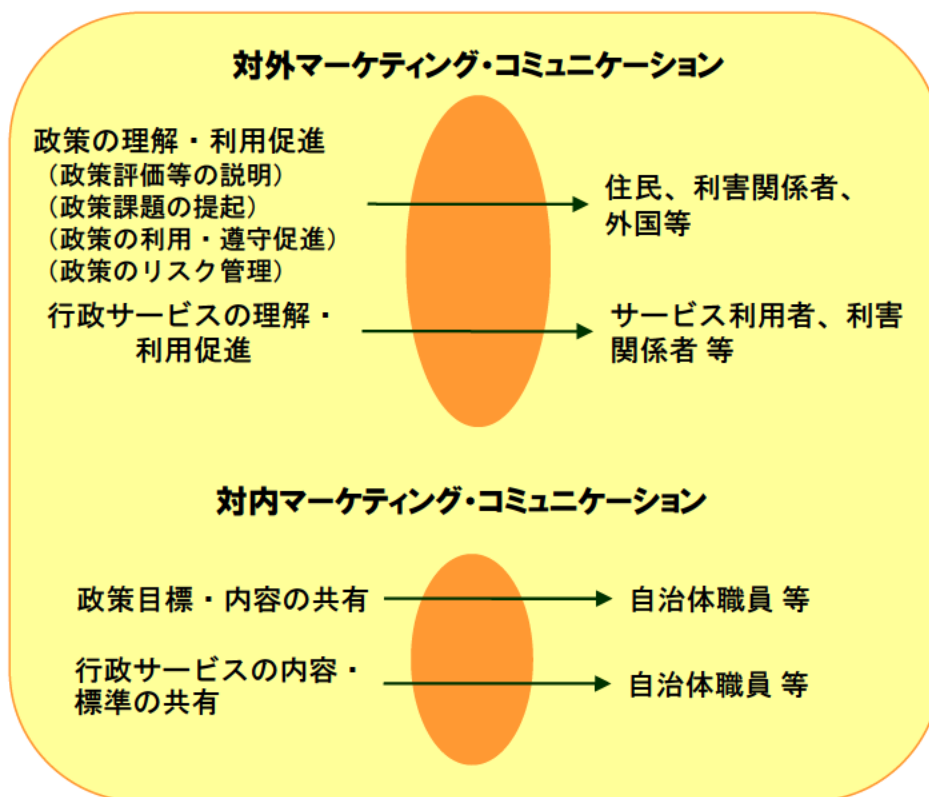 対外マーケティング・コミュニケーション
政策の理解・利用促進
（政策評価等の説明）
（政策課題の提起）
（政策の利用・遵守促進）
（政策のリスク管理）
住民、利害関係者、
外国等
行政サービスの理解・
利用促進
サービス利用者、利害
関係者 等
対内マーケティング・コミュニケーション
政策目標・内容の共有
自治体職員 等
行政サービスの内容・
標準の共有
自治体職員 等